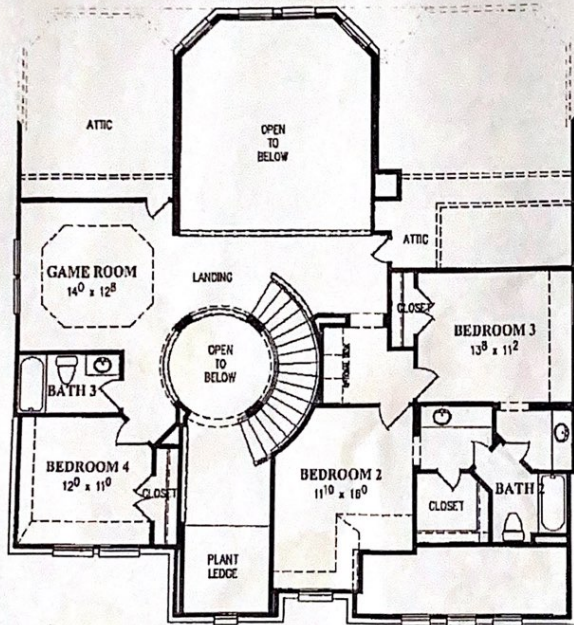 ATTIC
OPEN
TO
BELOW
GAME ROOM
14⁰ x 12⁸
LANDING
ATTIC
CLOSET
BEDROOM 3
13⁸ x 11²
OPEN
TO
BELOW
BATH 3
BEDROOM 4
12⁰ x 11⁰
CLOSET
BEDROOM 2
11¹⁰ x 16⁰
CLOSET
BATH 2
PLANT
LEDGE